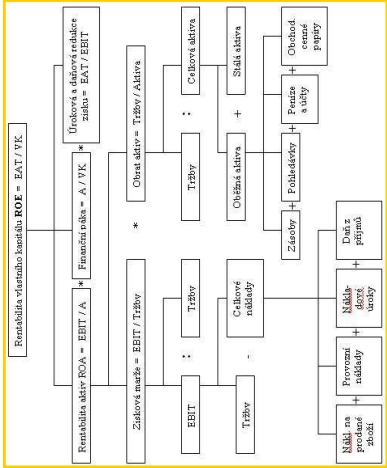 Rentabilita vlastního kapitálu ROE = EAT / VK
Rentabilita aktiv ROA = EBIT / A
*
Finanční páka = A / VK
*
Úroková a daňová redukce
zisku = EAT / EBIT
Zisková marže = EBIT / Tržby
*
Obrat aktiv = Tržby / Aktiva
EBIT
:
Tržby
Tržby
:
Celková aktiva
Tržby
-
Celkové
náklady
Oběžná aktiva
+
Stálá aktiva
Zásoby
+
Pohledávky
+
Peníze
a účty
+
Obchod.
cenné
papíry
Nákl. na
prodané
zboží
+
Provozní
náklady
+
Nákla-
dové
úroky
+
Daň z
příjmů